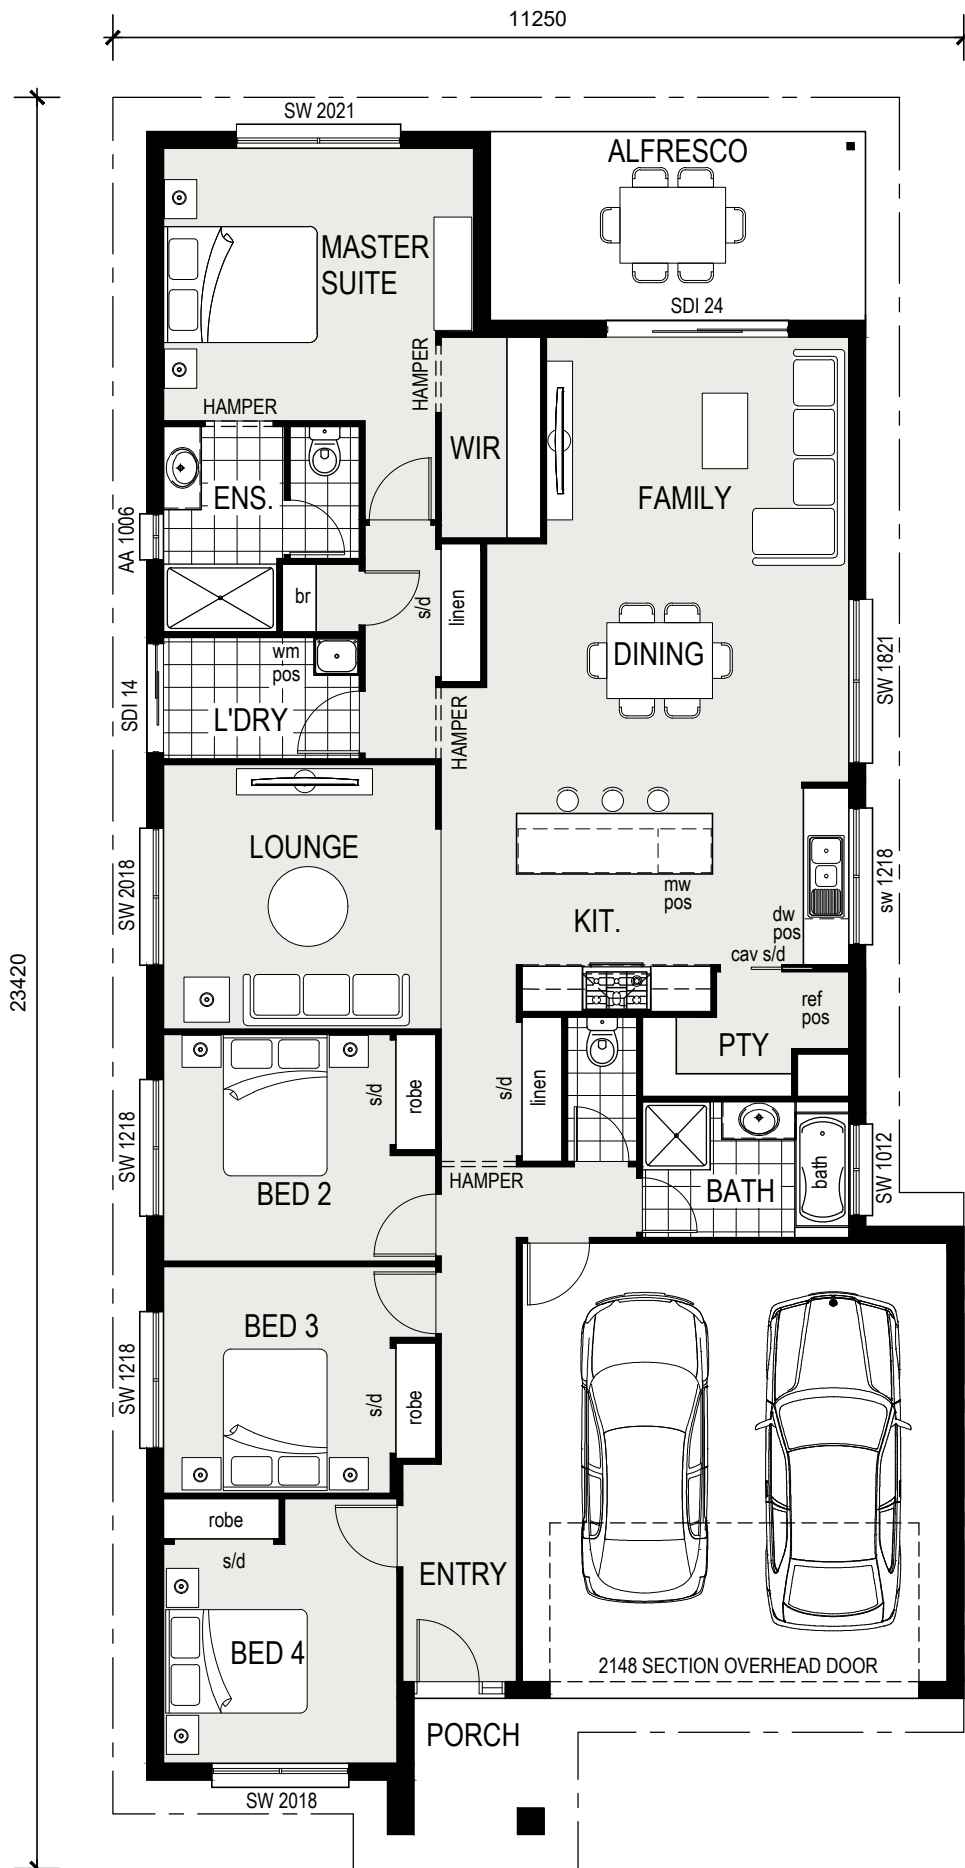 11250
23420
SW 2021
ALFRESCO
MASTER
SUITE
SDI 24
HAMPER
HAMPER
WIR
FAMILY
ENS.
AA 1006
br
s/d
linen
DINING
SW 1821
wm
pos
SDI 14
L'DRY
HAMPER
LOUNGE
SW 2018
mw
pos
sw 1218
KIT.
dw
pos
cav s/d
ref
pos
PTY
s/d
robe
s/d
linen
SW 1218
BED 2
HAMPER
BATH
bath
SW 1012
BED 3
SW 1218
s/d
robe
robe
s/d
ENTRY
BED 4
2148 SECTION OVERHEAD DOOR
PORCH
SW 2018